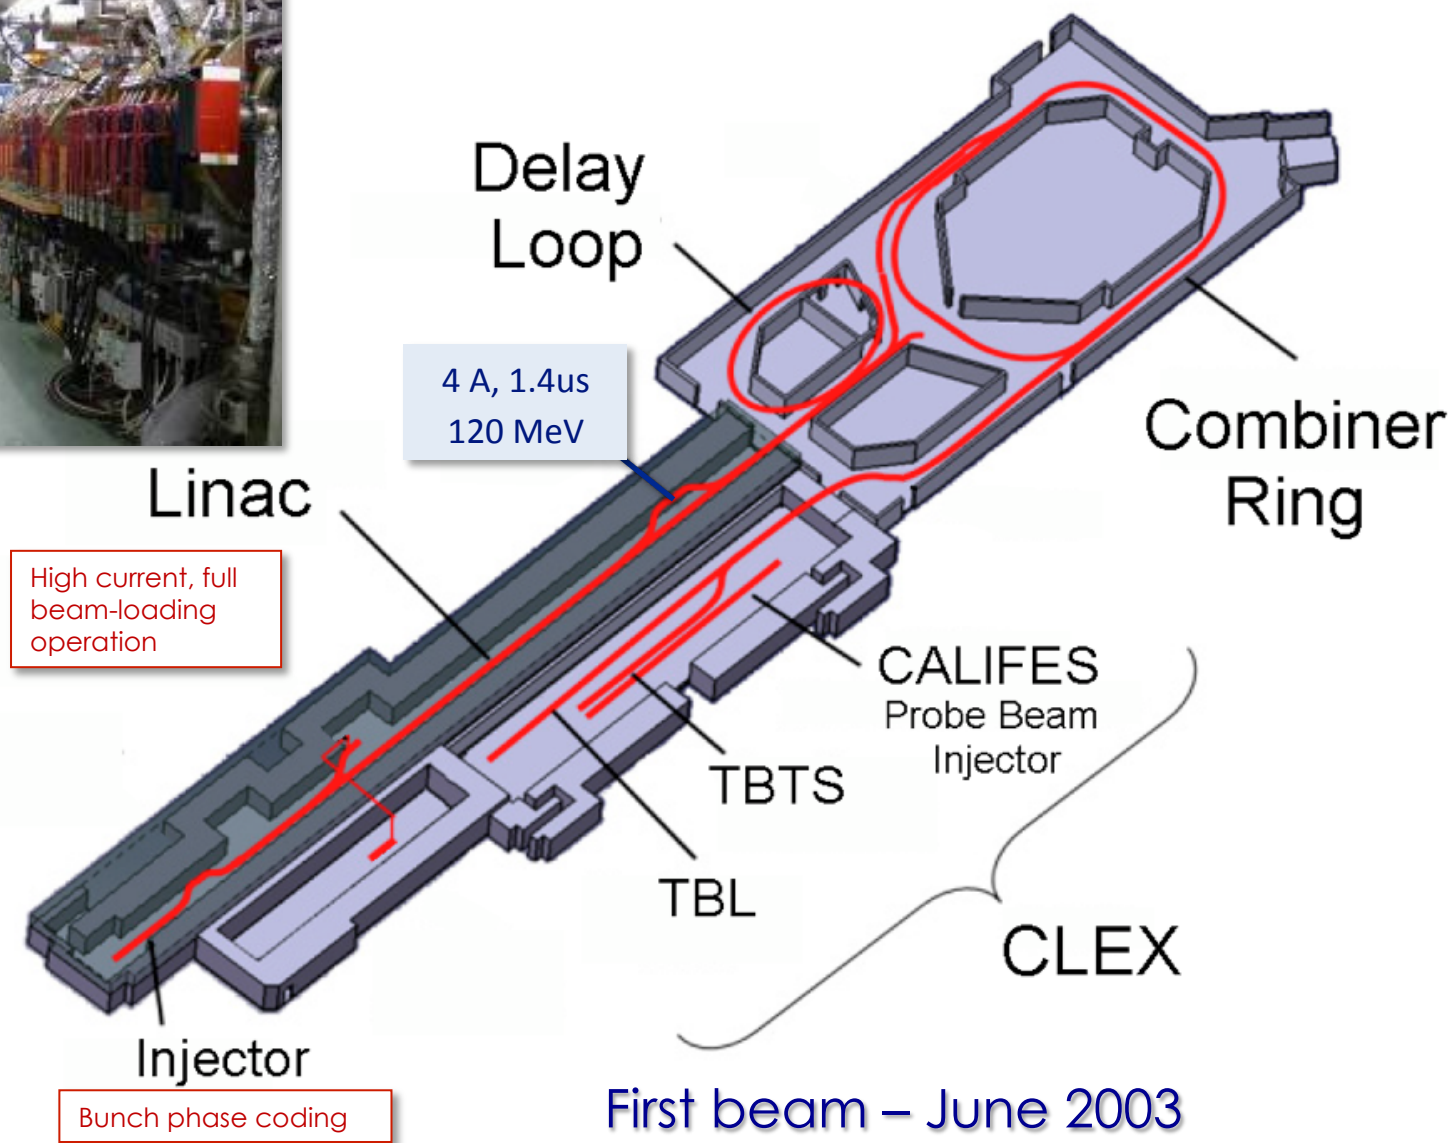 Delay
Loop
4 A, 1.4us
120 MeV
Combiner
Ring
Linac
High current, full
beam-loading
operation
CALIFES
Probe Beam
Injector
TBTS
TBL
CLEX
Injector
Bunch phase coding
First beam – June 2003